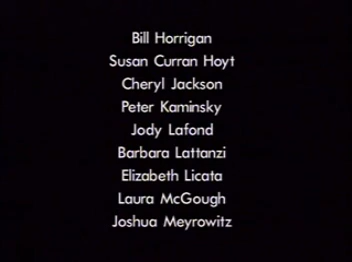 Bill Horrigan
Susan Curran Hoyt
Cheryl Jackson
Peter Kaminsky
Jody Lafond
Barbara Lattanzi
Elizabeth Licata
Laura McGough
Joshua Meyrowitz